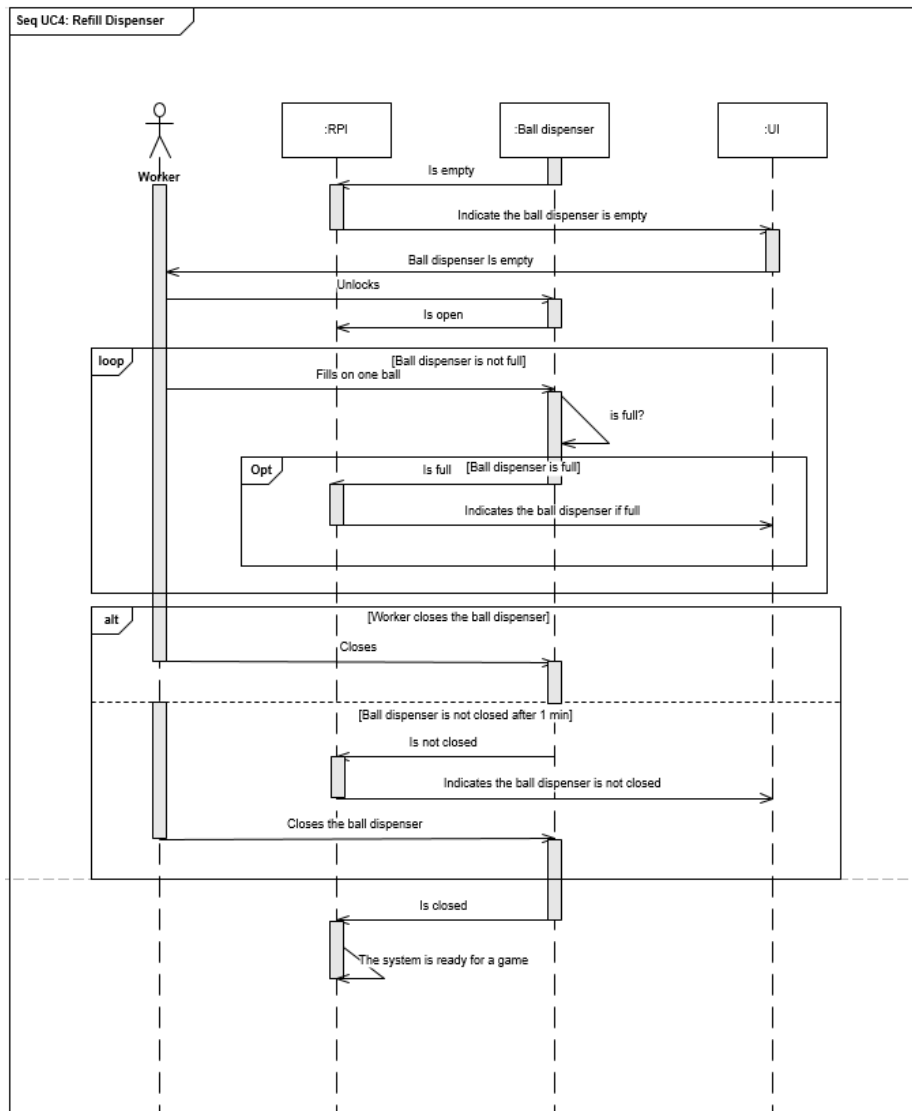 Seq UC4: Refill Dispenser
:RPI
:Ball dispenser
:UI
Worker
Is empty
Indicate the ball dispenser is empty
Ball dispenser Is empty
Unlocks
Is open
loop
[Ball dispenser is not full]
Fills on one ball
is full?
Opt
[Ball dispenser is full]
Is full
Indicates the ball dispenser if full
alt
[Worker closes the ball dispenser]
Closes
[Ball dispenser is not closed after 1 min]
Is not closed
Indicates the ball dispenser is not closed
Closes the ball dispenser
Is closed
The system is ready for a game